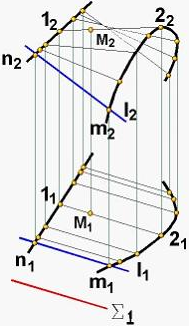 1₂
2₂
M₂
n₂
l₂
m₂
1₁
M₁
2₁
n₁
l₁
m₁
Σ₁